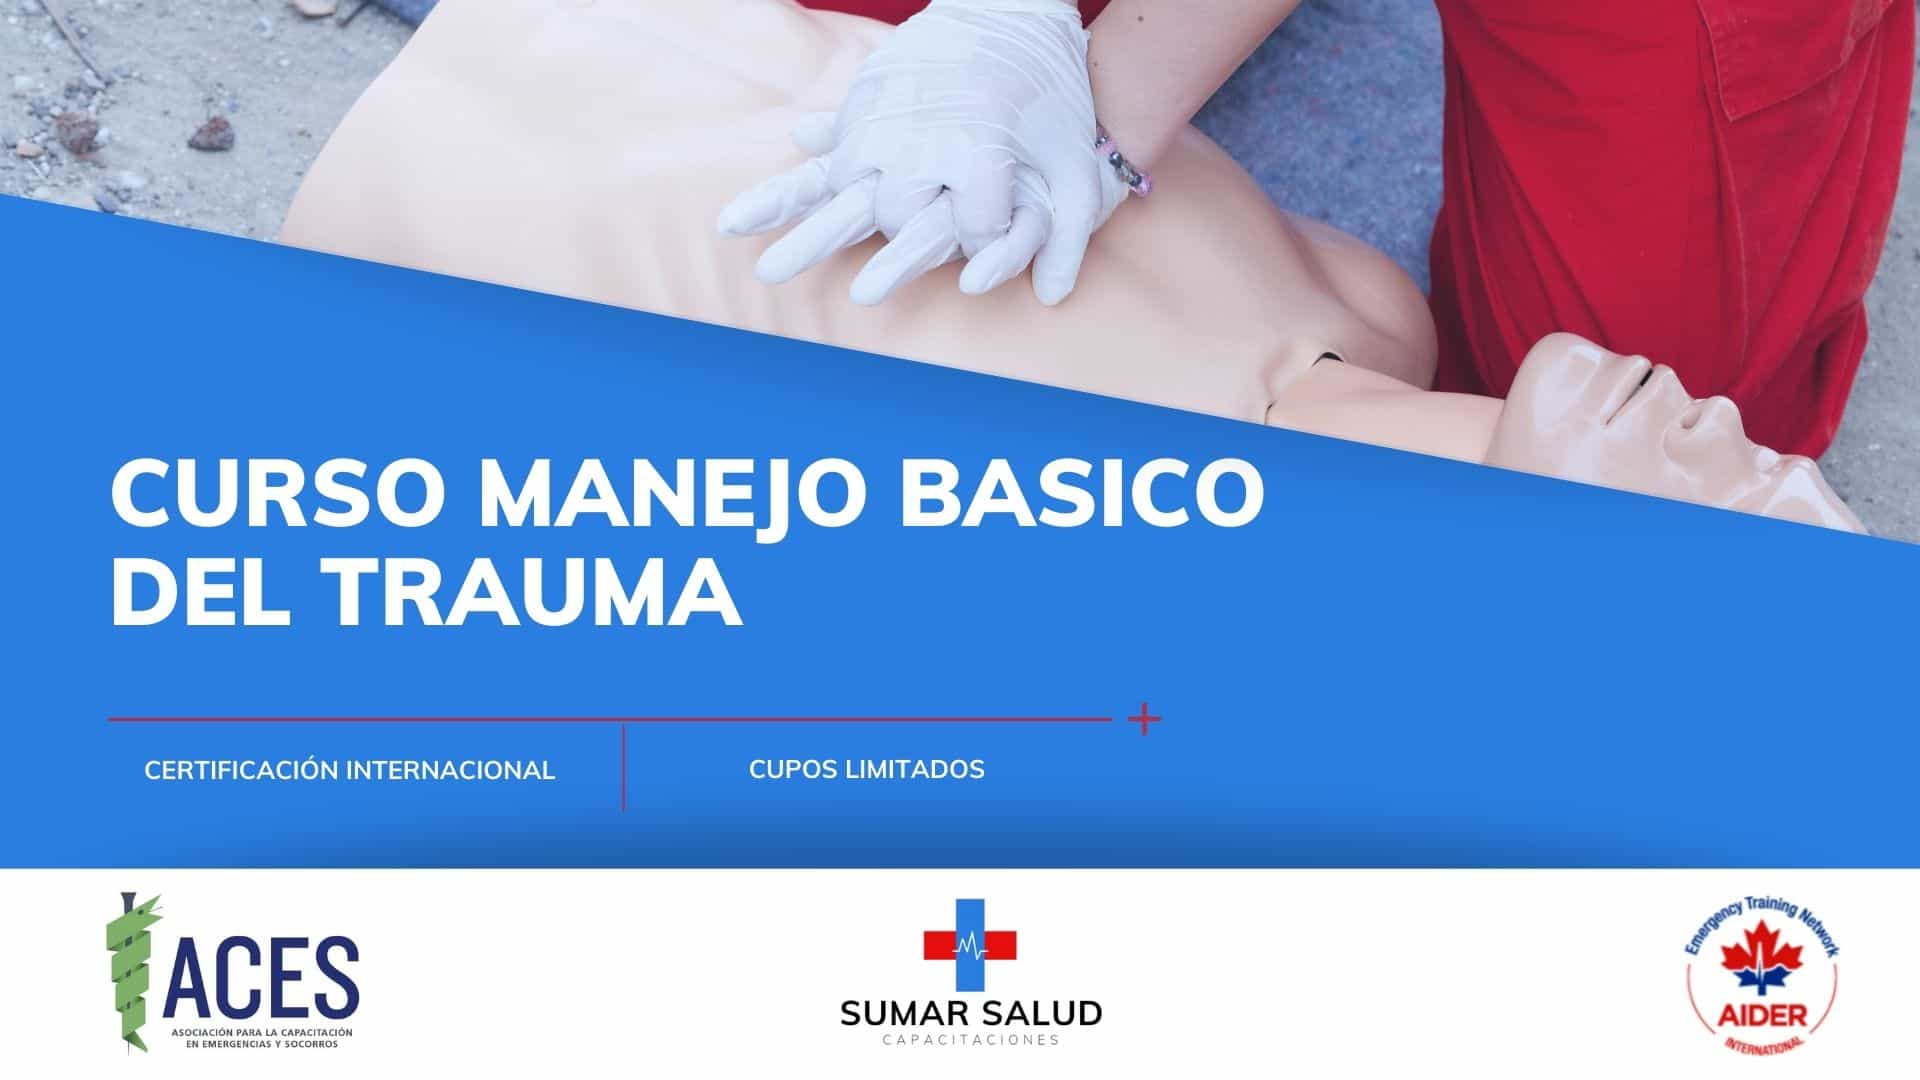 CURSO MANEJO BASICO
DEL TRAUMA
CERTIFICACIÓN INTERNACIONAL
CUPOS LIMITADOS
ACES
ASOCIACIÓN PARA LA CAPACITACIÓN
EN EMERGENCIAS Y SOCORROS
SUMAR SALUD
CAPACITACIONES
Emergency Training Network
AIDER
INTERNATIONAL